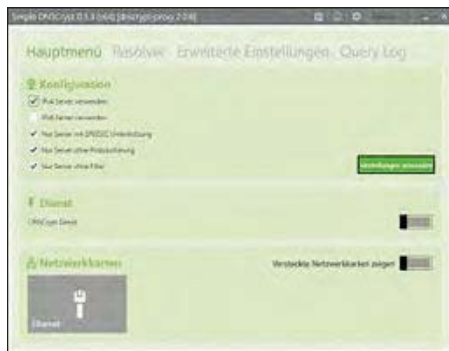 Simple DNSCrypt 0.5.3 (x64) [dnscrypt-proxy 2.0.8]
Hauptmenü Resolver Erweiterte Einstellungen Query Log
Konfiguration
IPv4 Server verwenden
IPv6 Server verwenden
Nur Server mit DNSSEC Unterstützung
Nur Server ohne Protokollierung
Nur Server ohne Filter
Einstellungen anwenden
Dienst
DNSCrypt Dienst
Netzwerkkarten
Versteckte Netzwerkkarten zeigen
Ethernet